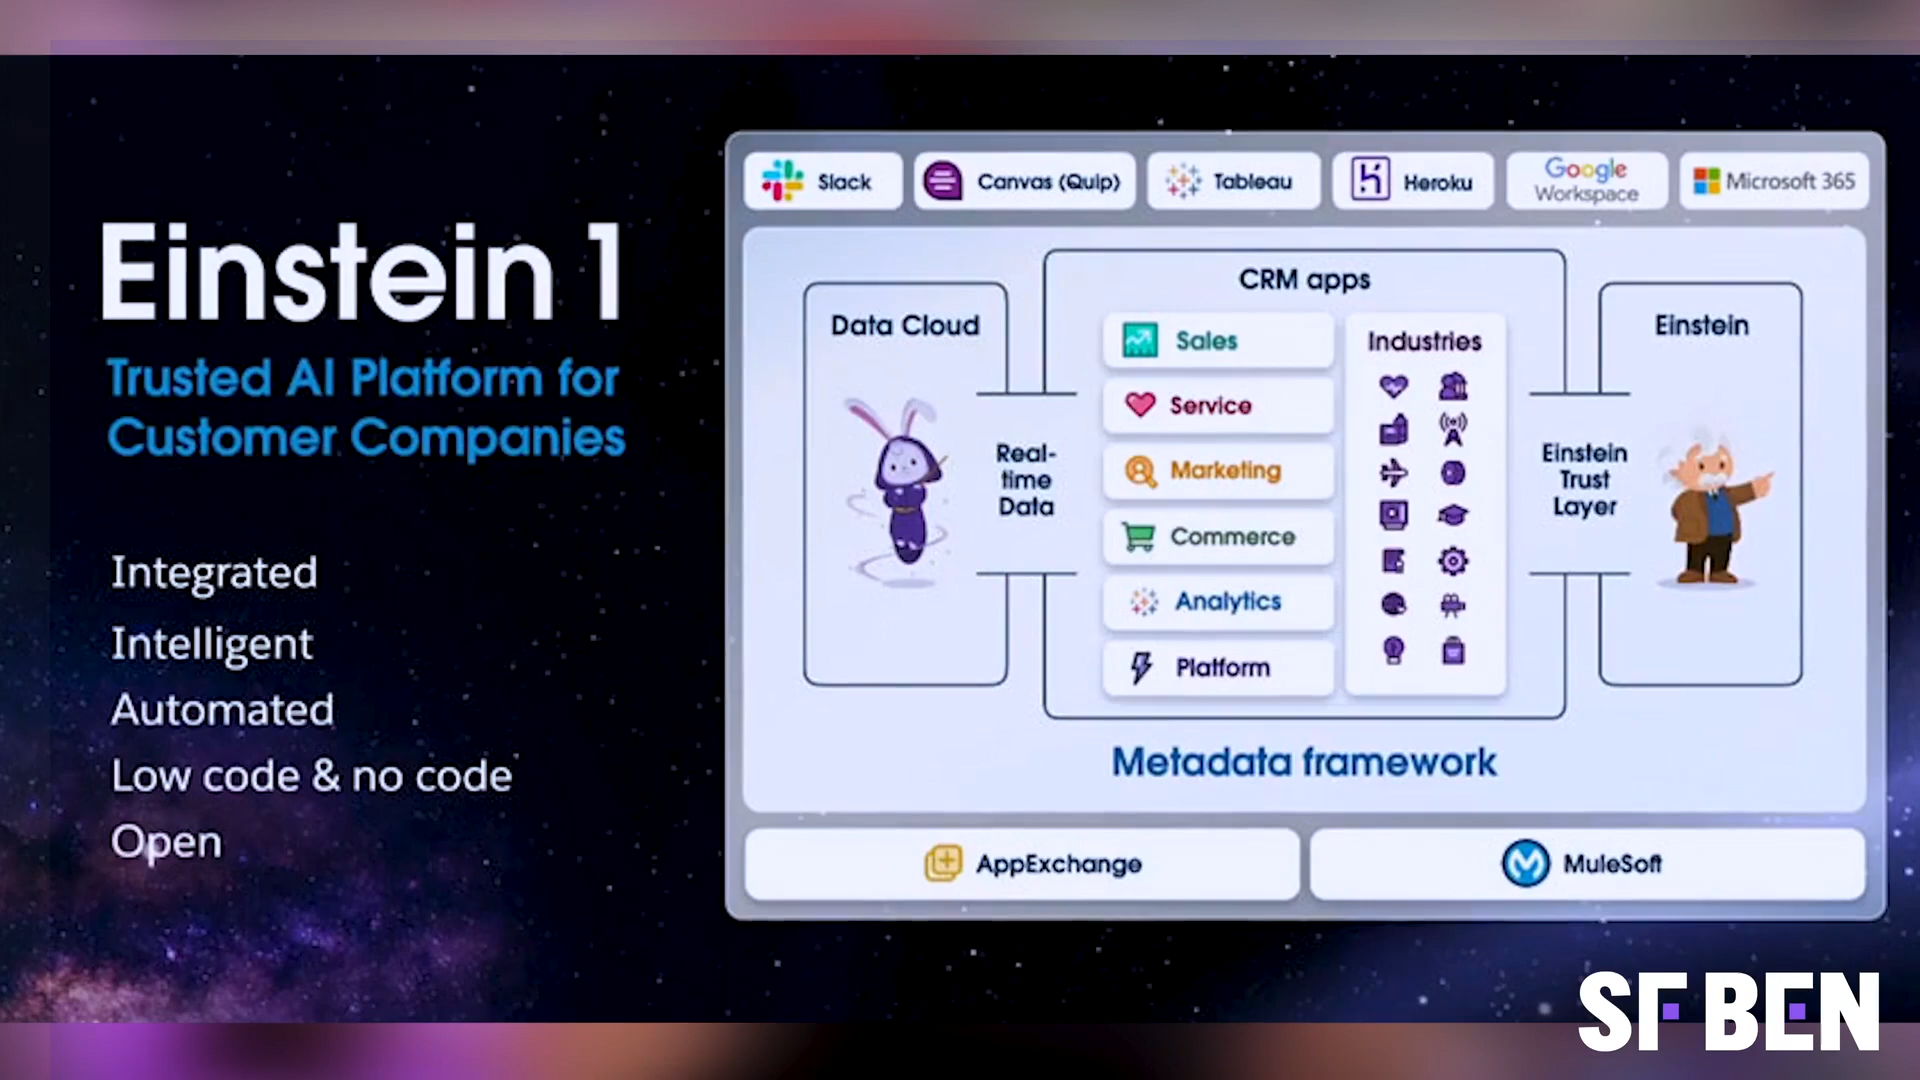 Einstein 1
Trusted AI Platform for
Customer Companies
Integrated
Intelligent
Automated
Low code & no code
Open
Slack
Canvas (Quip)
Tableau
Heroku
Google
Workspace
Microsoft 365
Data Cloud
Real-
time
Data
CRM apps
Sales
Service
Marketing
Commerce
Analytics
Platform
Industries
Einstein
Trust
Layer
Einstein
Metadata framework
AppExchange
MuleSoft
SF BEN